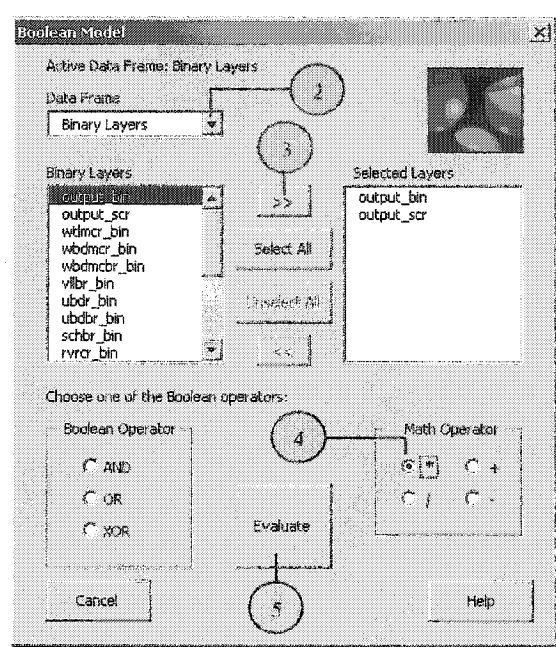 Boolean Model
Active Data Frame: Binary Layers
Data Frame
2
Binary Layers
3
Binary Layers
output_bin
output_scr
wtlmcr_bin
wbdmcr_bin
wbdmcbr_bin
vllbr_bin
ubdr_bin
ubdbr_bin
schbr_bin
rvrcr_bin
>>
Select All
Unselect All
<<
Selected Layers
output_bin
output_scr
Choose one of the Boolean operators:
Boolean Operator
AND
OR
XOR
4
Math Operator
* +
/ -
Evaluate
5
Cancel
Help